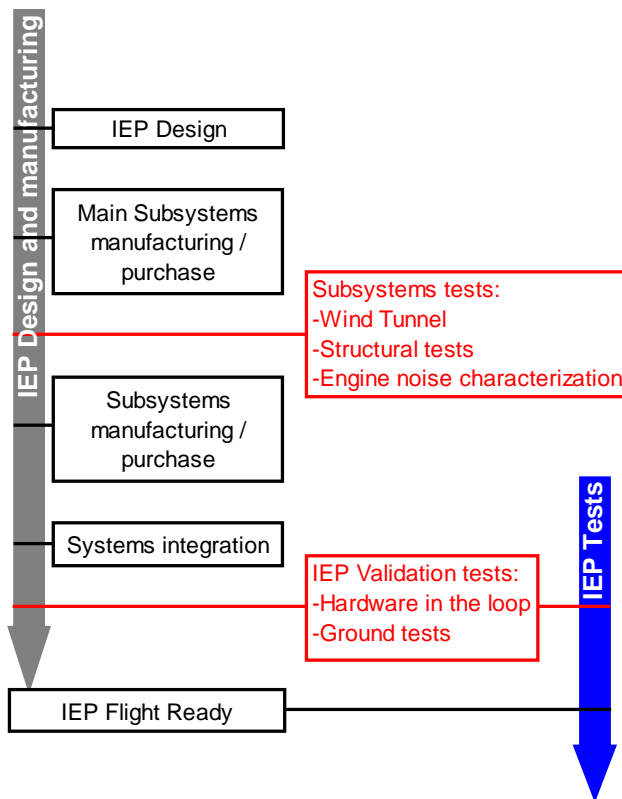 IEP Design and manufacturing
IEP Design
Main Subsystems
manufacturing /
purchase
Subsystems tests:
-Wind Tunnel
-Structural tests
-Engine noise characterization
Subsystems
manufacturing /
purchase
Systems integration
IEP Validation tests:
-Hardware in the loop
-Ground tests
IEP Tests
IEP Flight Ready